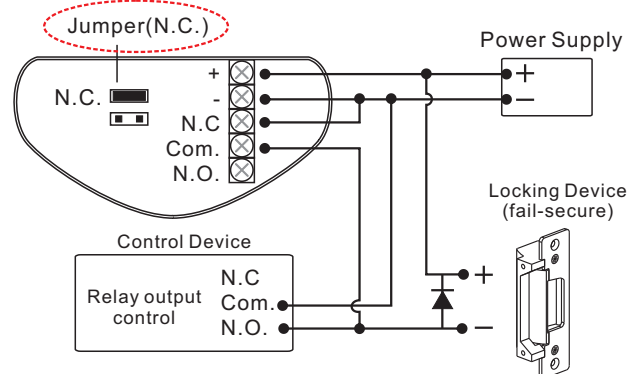 Jumper(N.C.)
Power Supply
+
-
N.C.
N.C
Com.
N.O.
+
−
Locking Device
(fail-secure)
Control Device
Relay output
control
N.C
Com.
N.O.
+
−